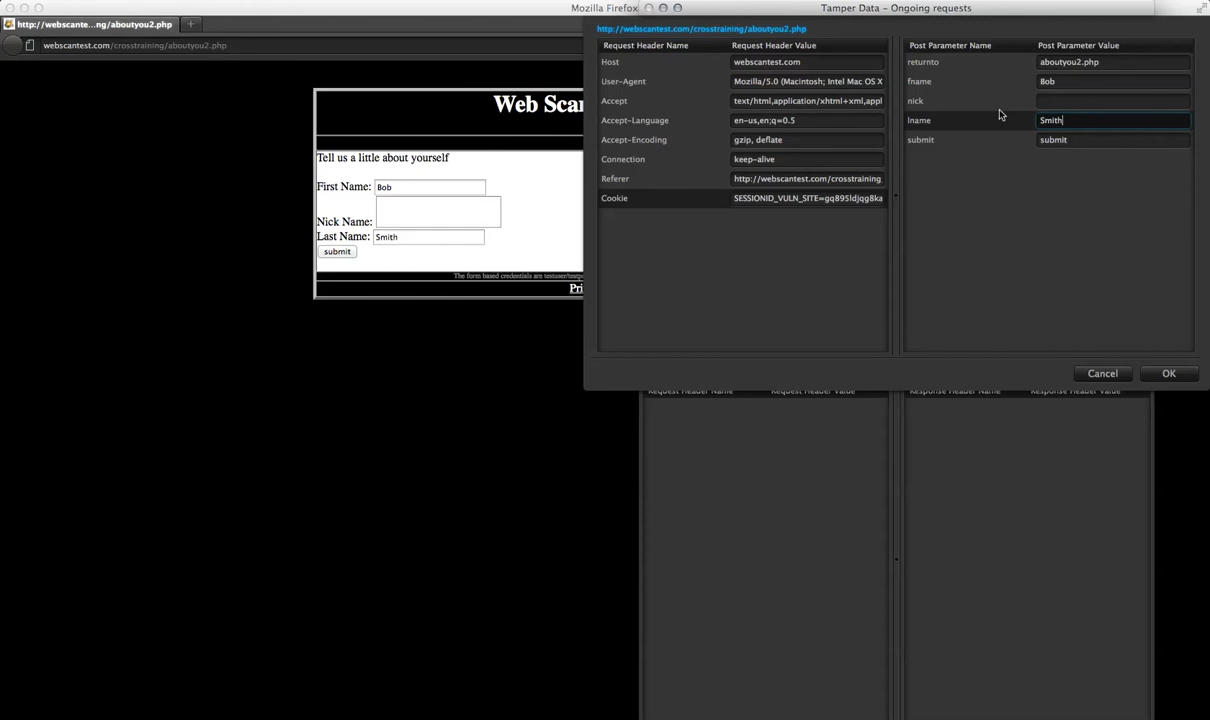 Mozilla Firefox
Tamper Data - Ongoing requests
http://webscante...ng/aboutyou2.php
webscantest.com/crosstraining/aboutyou2.php
Web Scan
Tell us a little about yourself
First Name: Bob
Nick Name:
Last Name: Smith
submit
The form based credentials are testuser/testp
Pri
http://webscantest.com/crosstraining/aboutyou2.php
Request Header Name Request Header Value
Host webscantest.com
User-Agent Mozilla/5.0 (Macintosh; Intel Mac OS X
Accept text/html,application/xhtml+xml,appl
Accept-Language en-us,en;q=0.5
Accept-Encoding gzip, deflate
Connection keep-alive
Referer http://webscantest.com/crosstraining
Cookie SESSIONID_VULN_SITE=gq895ldjqg8ka
Post Parameter Name Post Parameter Value
returnto aboutyou2.php
fname Bob
nick
lname Smith
submit submit
Cancel OK
Request Header Name Request Header Value Response Header Name Response Header Value